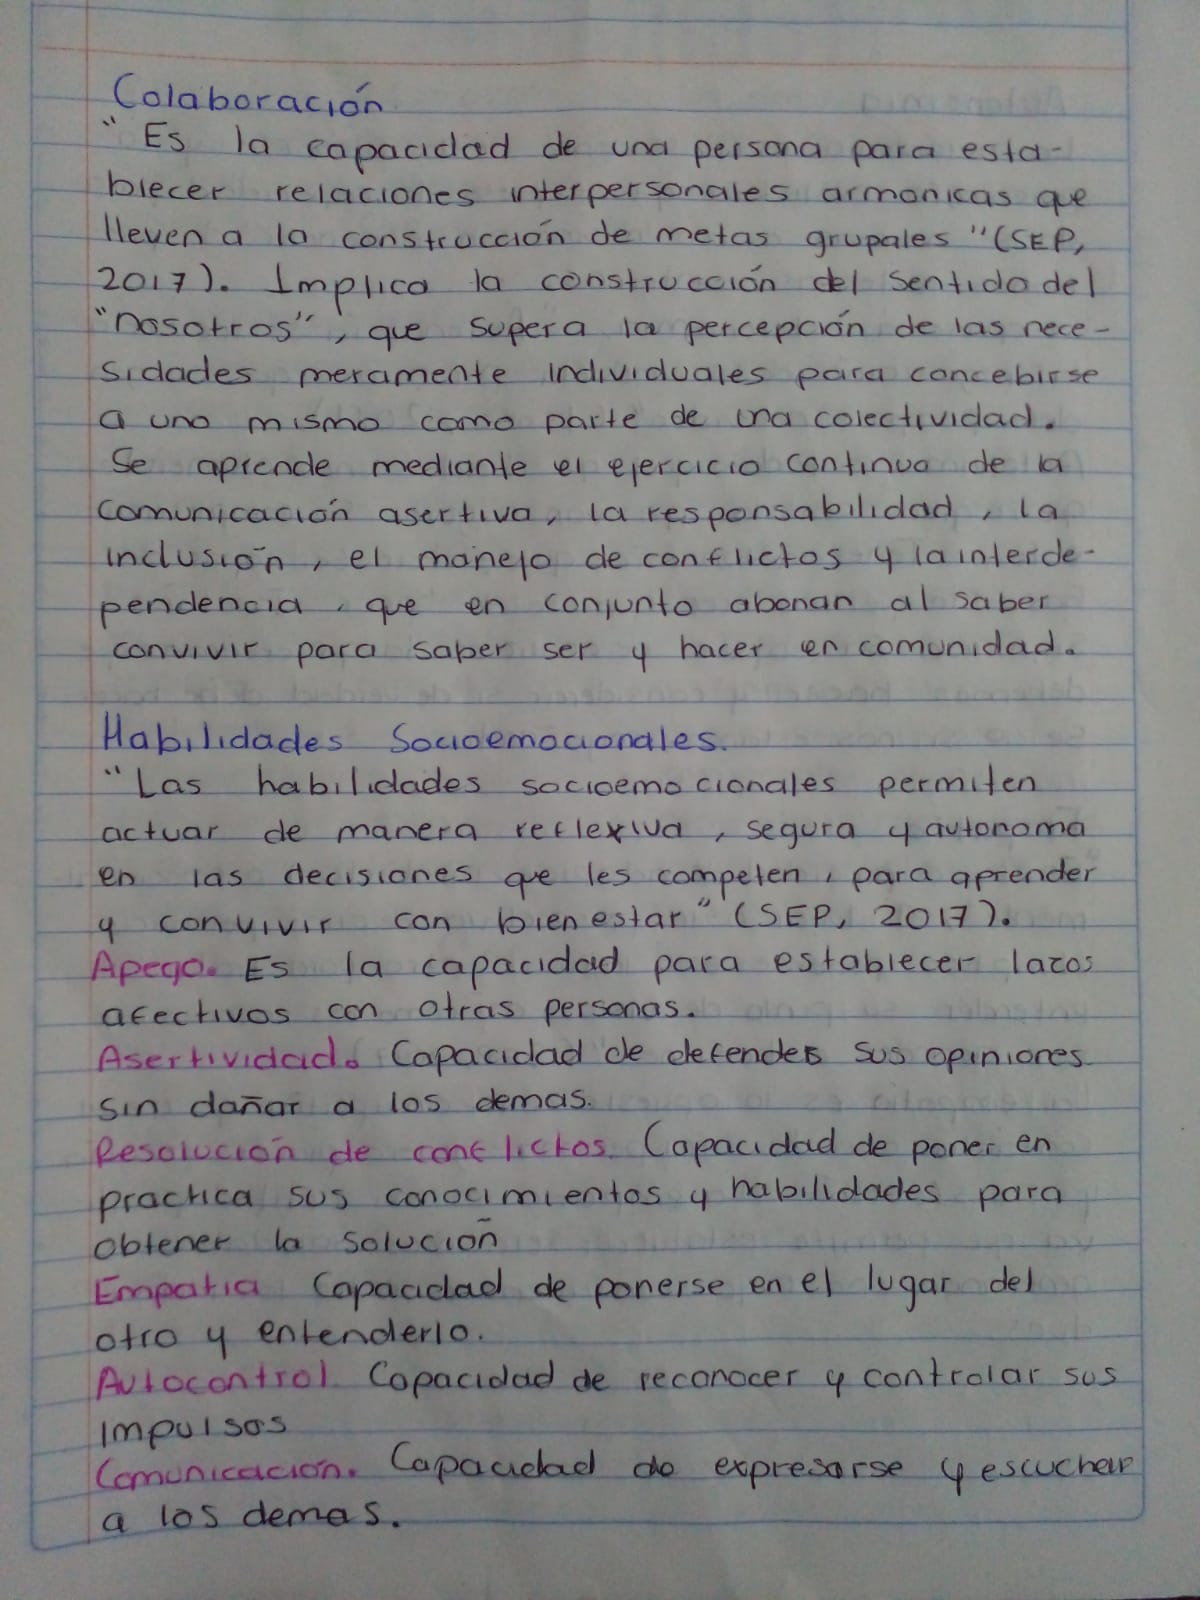 Colaboración
"Es la capacidad de una persona para esta-
blecer relaciones interpersonales armonicas que
lleven a la construcción de metas grupales" (SEP,
2017). Implica la construcción del sentido del
"nosotros", que supera la percepción de las nece-
sidades meramente individuales para concebirse
a uno mismo como parte de una colectividad.
Se aprende mediante el ejercicio continuo de la
comunicación asertiva, la responsabilidad, la
inclusión, el manejo de conflictos y la interde-
pendencia, que en conjunto abonan al saber
convivir para saber ser y hacer en comunidad.
Habilidades Socioemocionales.
"Las habilidades socioemocionales permiten
actuar de manera reflexiva, segura y autonoma
en las decisiones que les competen, para aprender
y convivir con bienestar" (SEP, 2017).
Apego. Es la capacidad para establecer lazos
afectivos con otras personas.
Asertividad. Capacidad de defender sus opiniones
sin dañar a los demas.
Resolución de conflictos. Capacidad de poner en
practica sus conocimientos y habilidades para
obtener la solución
Empatia Capacidad de ponerse en el lugar del
otro y entenderlo.
Autocontrol Capacidad de reconocer y controlar sus
impulsos
Comunicación. Capacidad de expresarse y escuchar
a los demas.